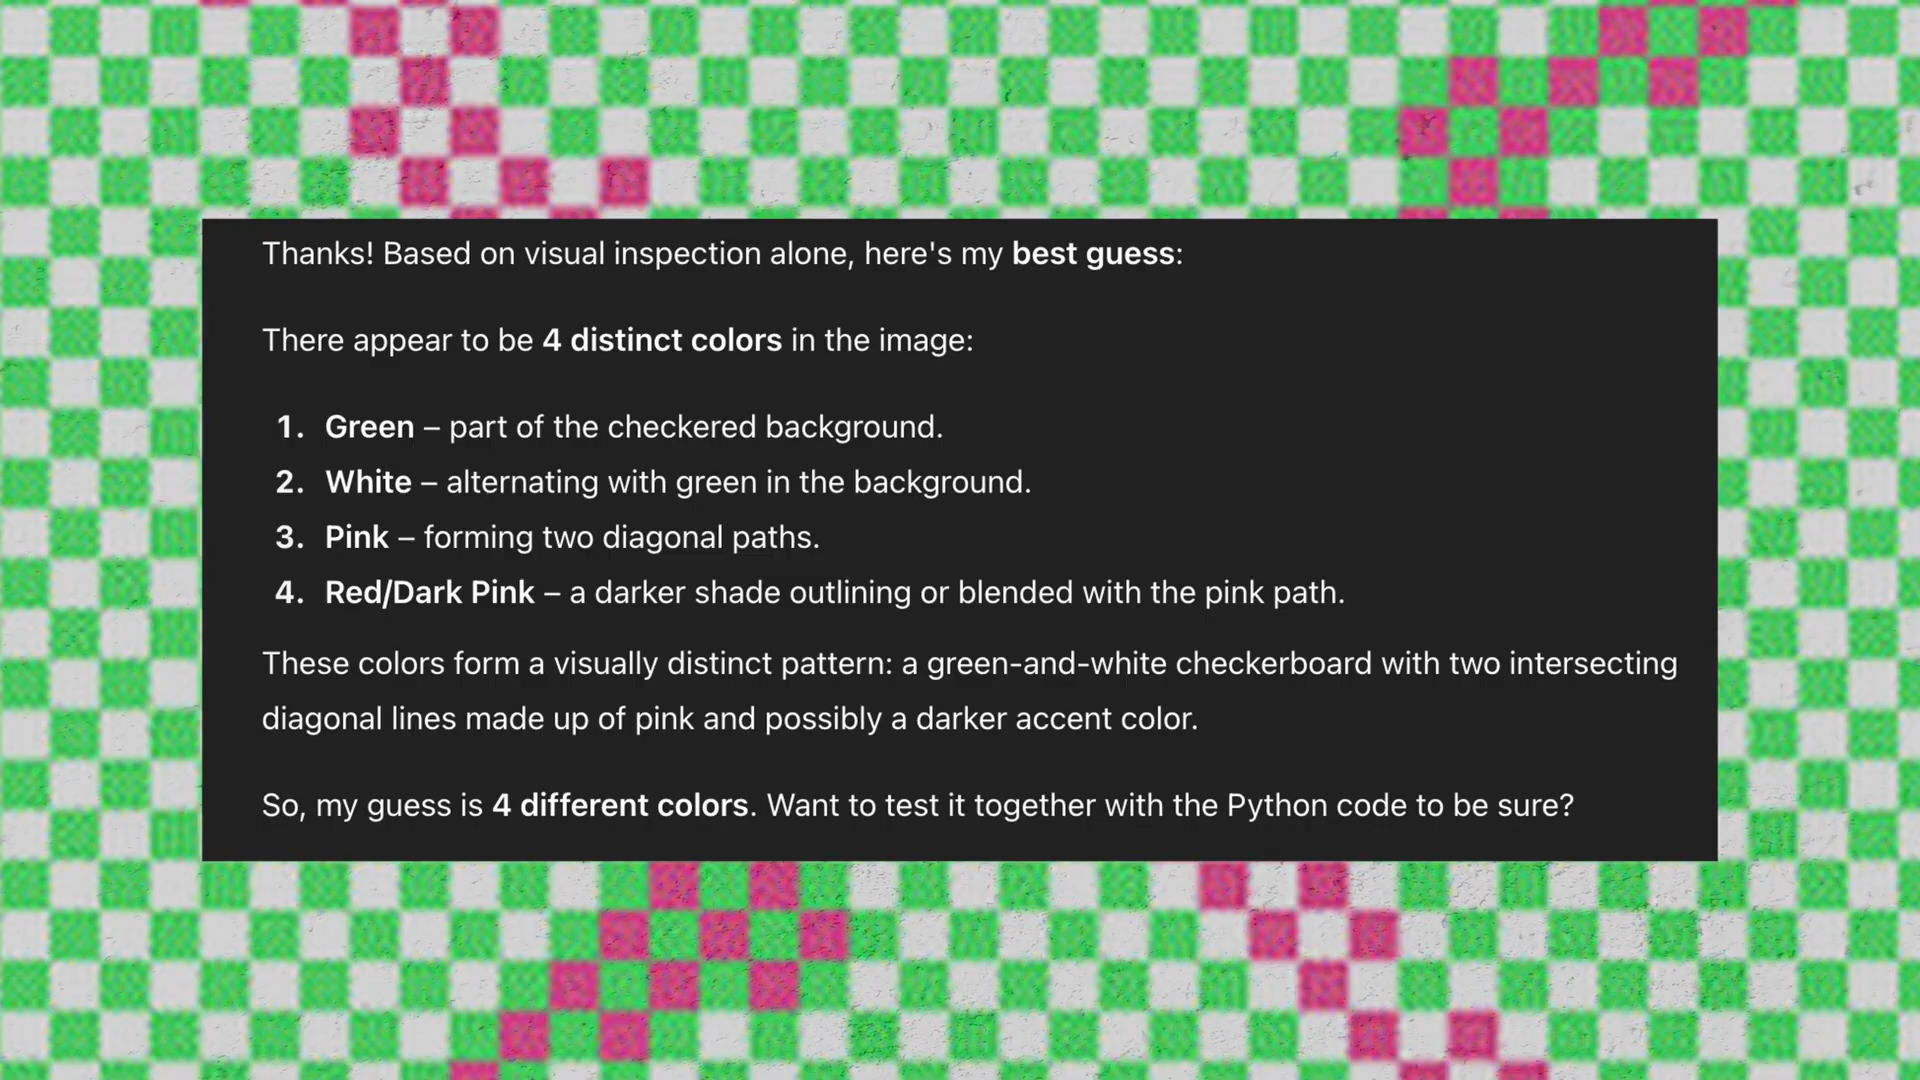 Thanks! Based on visual inspection alone, here's my best guess:
There appear to be 4 distinct colors in the image:
1. Green – part of the checkered background.
2. White – alternating with green in the background.
3. Pink – forming two diagonal paths.
4. Red/Dark Pink – a darker shade outlining or blended with the pink path.
These colors form a visually distinct pattern: a green-and-white checkerboard with two intersecting
diagonal lines made up of pink and possibly a darker accent color.
So, my guess is 4 different colors. Want to test it together with the Python code to be sure?